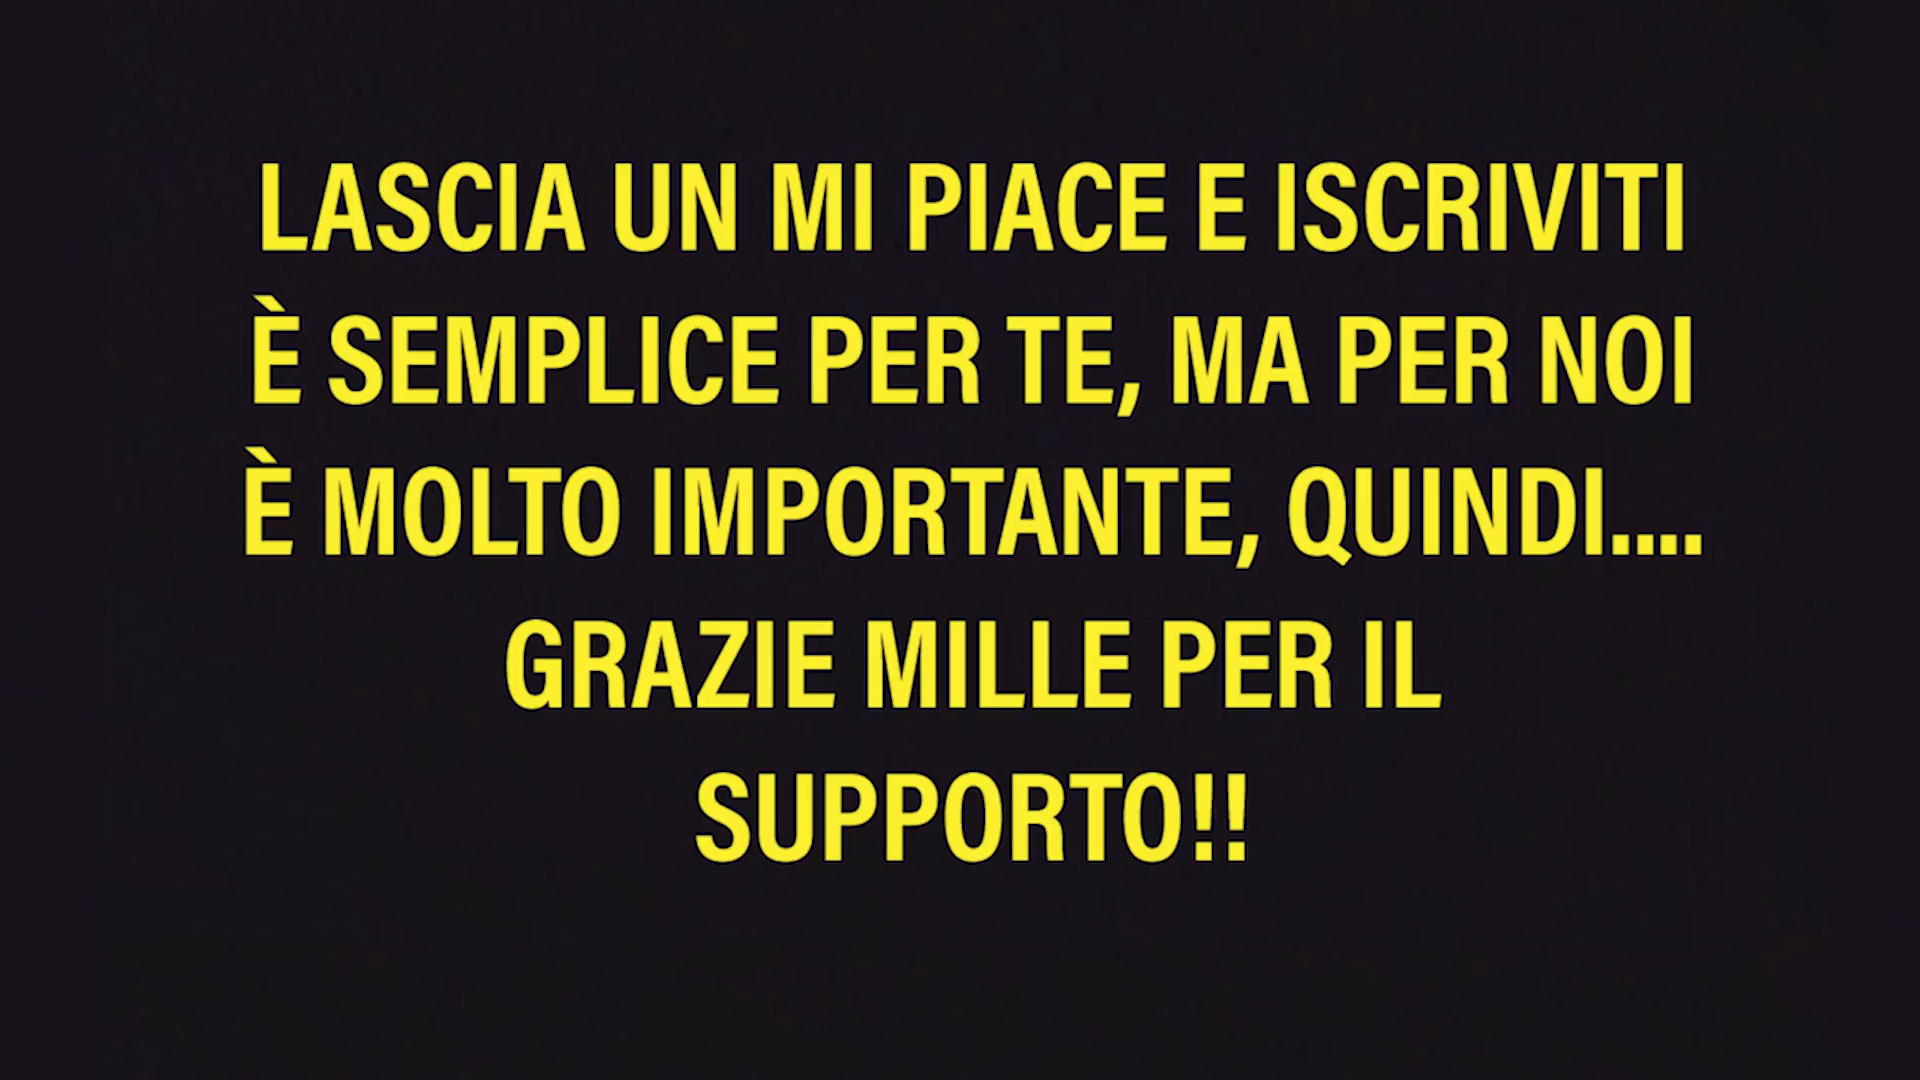 LASCIA UN MI PIACE E ISCRIVITI
È SEMPLICE PER TE, MA PER NOI
È MOLTO IMPORTANTE, QUINDI....
GRAZIE MILLE PER IL
SUPPORTO!!